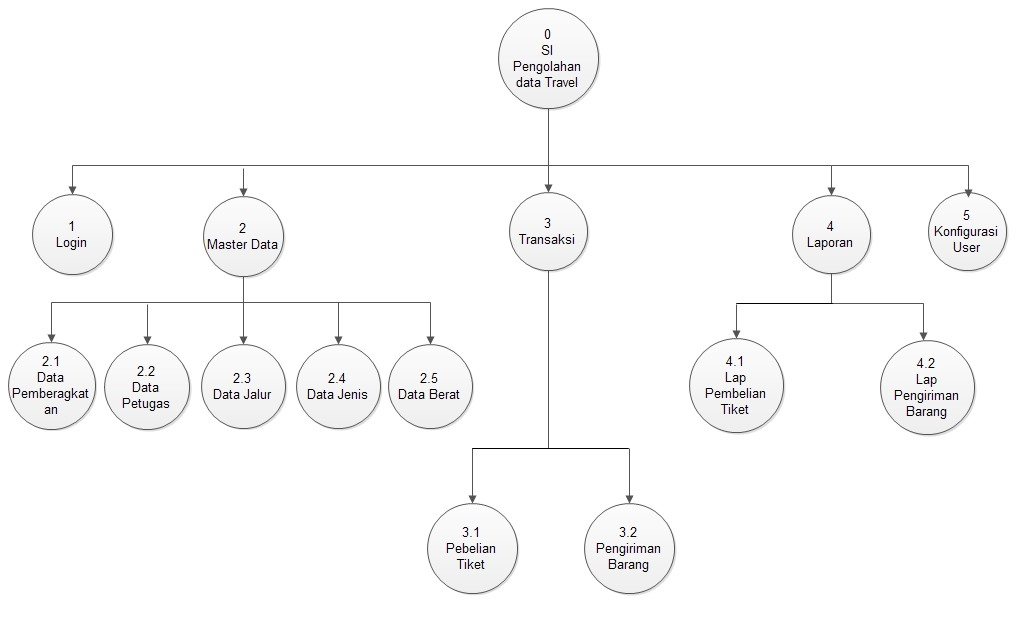 0
SI
Pengolahan
data Travel
1
Login
2
Master Data
3
Transaksi
4
Laporan
5
Konfigurasi
User
2.1
Data
Pemberagkat
an
2.2
Data
Petugas
2.3
Data Jalur
2.4
Data Jenis
2.5
Data Berat
4.1
Lap
Pembelian
Tiket
4.2
Lap
Pengiriman
Barang
3.1
Pebelian
Tiket
3.2
Pengiriman
Barang